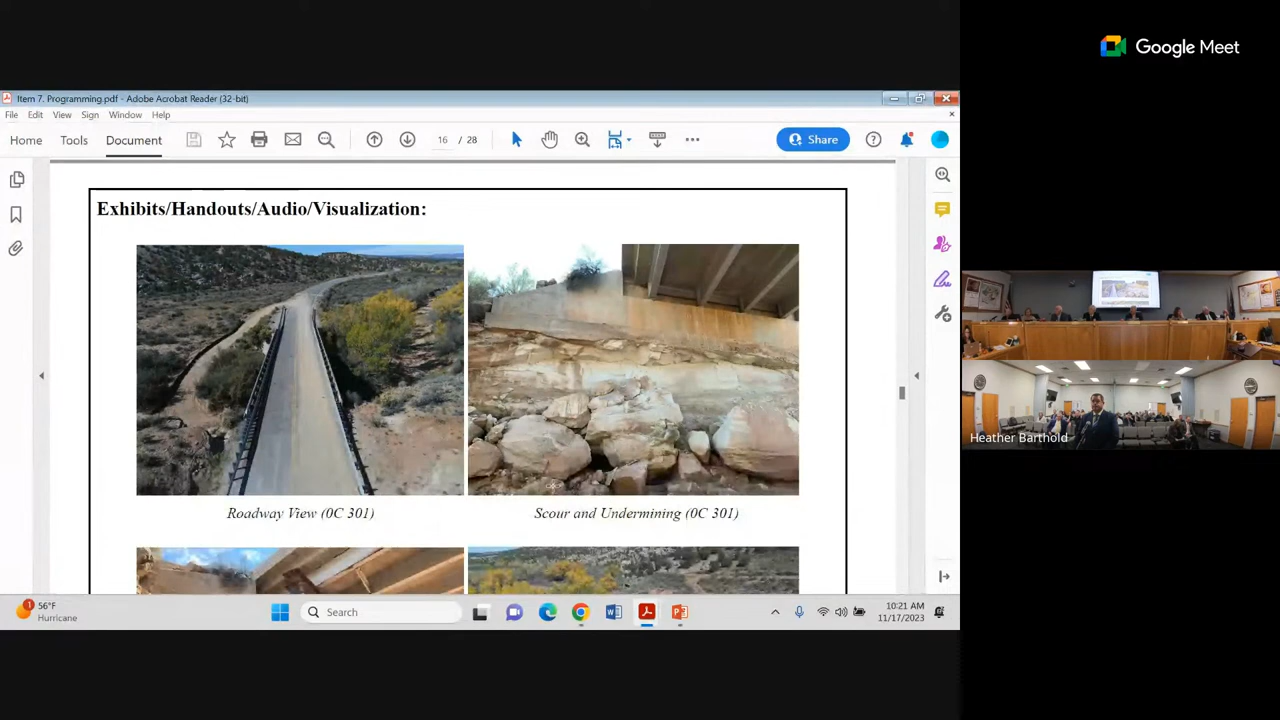 Google Meet
Item 7. Programming.pdf - Adobe Acrobat Reader (32-bit)
File Edit View Sign Window Help
Home Tools Document 16 / 28 Share
Exhibits/Handouts/Audio/Visualization:
Roadway View (0C 301) Scour and Undermining (0C 301)
Heather Barthold
1 56°F
Hurricane
Search
10:21 AM
11/17/2023